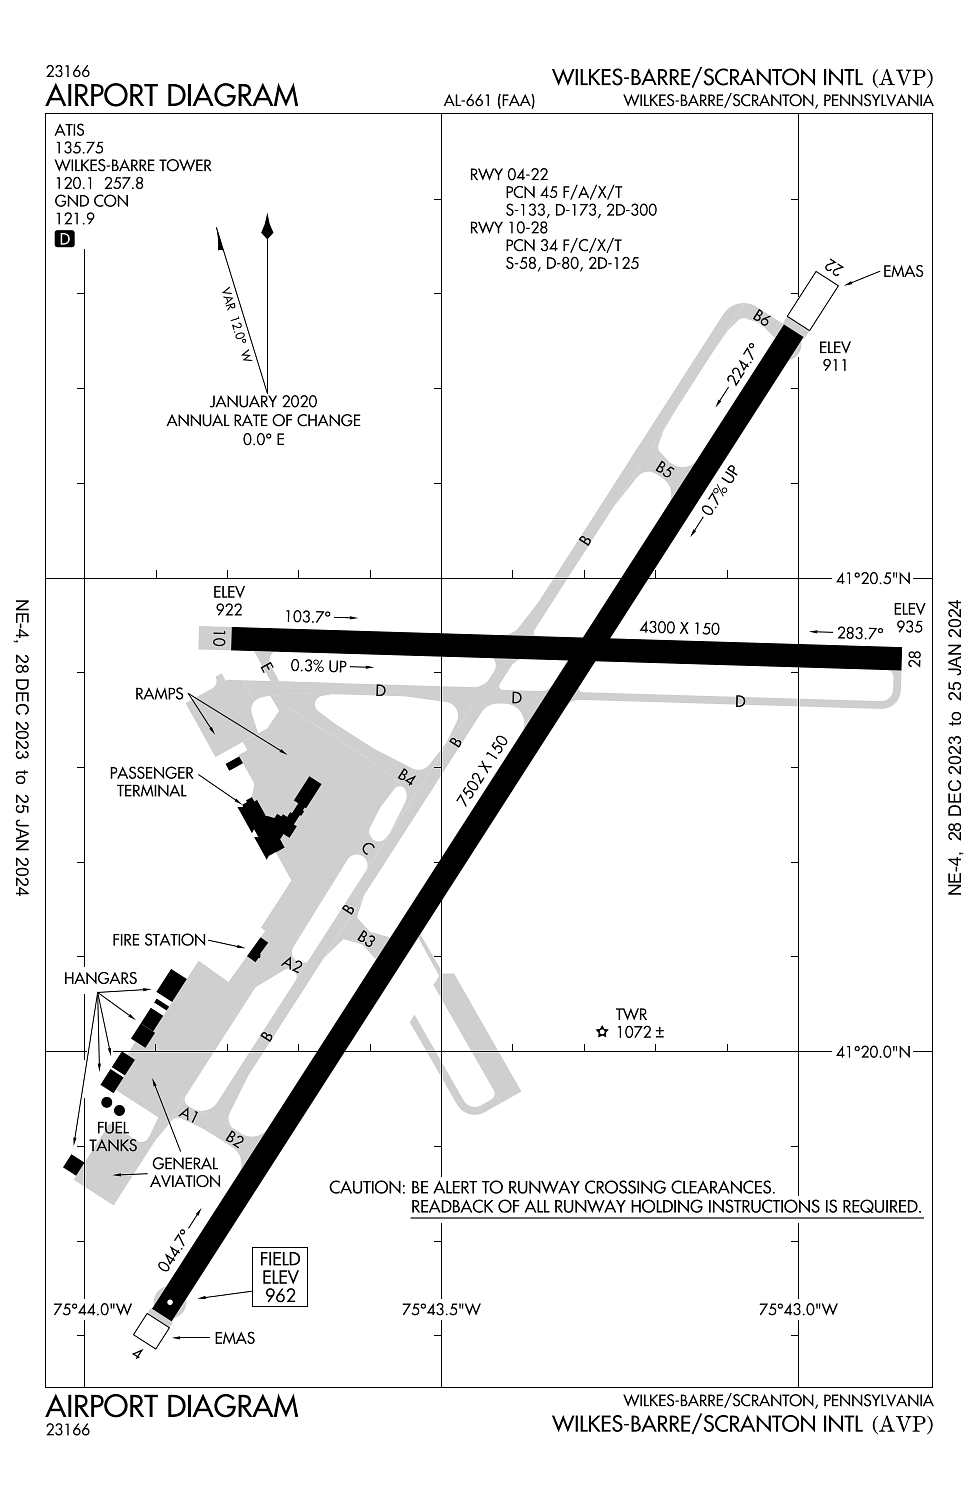 23166
AIRPORT DIAGRAM
AL-661 (FAA)
WILKES-BARRE/SCRANTON INTL (AVP)
WILKES-BARRE/SCRANTON, PENNSYLVANIA
ATIS
135.75
WILKES-BARRE TOWER
120.1 257.8
GND CON
121.9
D
RWY 04-22
PCN 45 F/A/X/T
S-133, D-173, 2D-300
RWY 10-28
PCN 34 F/C/X/T
S-58, D-80, 2D-125
VAR 12.0° W
JANUARY 2020
ANNUAL RATE OF CHANGE
0.0° E
22
EMAS
B6
ELEV
911
224.7°
B5
0.7% UP
B
41°20.5"N
ELEV
922
103.7°
10
E
0.3% UP
4300 X 150
283.7°
ELEV
935
28
RAMPS
D
D
D
B
7502 X 150
PASSENGER
TERMINAL
B4
C
B
B3
FIRE STATION
A2
HANGARS
TWR
1072 ±
B
41°20.0"N
A1
B2
FUEL
TANKS
GENERAL
AVIATION
CAUTION: BE ALERT TO RUNWAY CROSSING CLEARANCES.
READBACK OF ALL RUNWAY HOLDING INSTRUCTIONS IS REQUIRED.
044.7°
FIELD
ELEV
962
75°44.0"W
75°43.5"W
75°43.0"W
EMAS
4
NE-4, 28 DEC 2023 to 25 JAN 2024
NE-4, 28 DEC 2023 to 25 JAN 2024
AIRPORT DIAGRAM
23166
WILKES-BARRE/SCRANTON, PENNSYLVANIA
WILKES-BARRE/SCRANTON INTL (AVP)